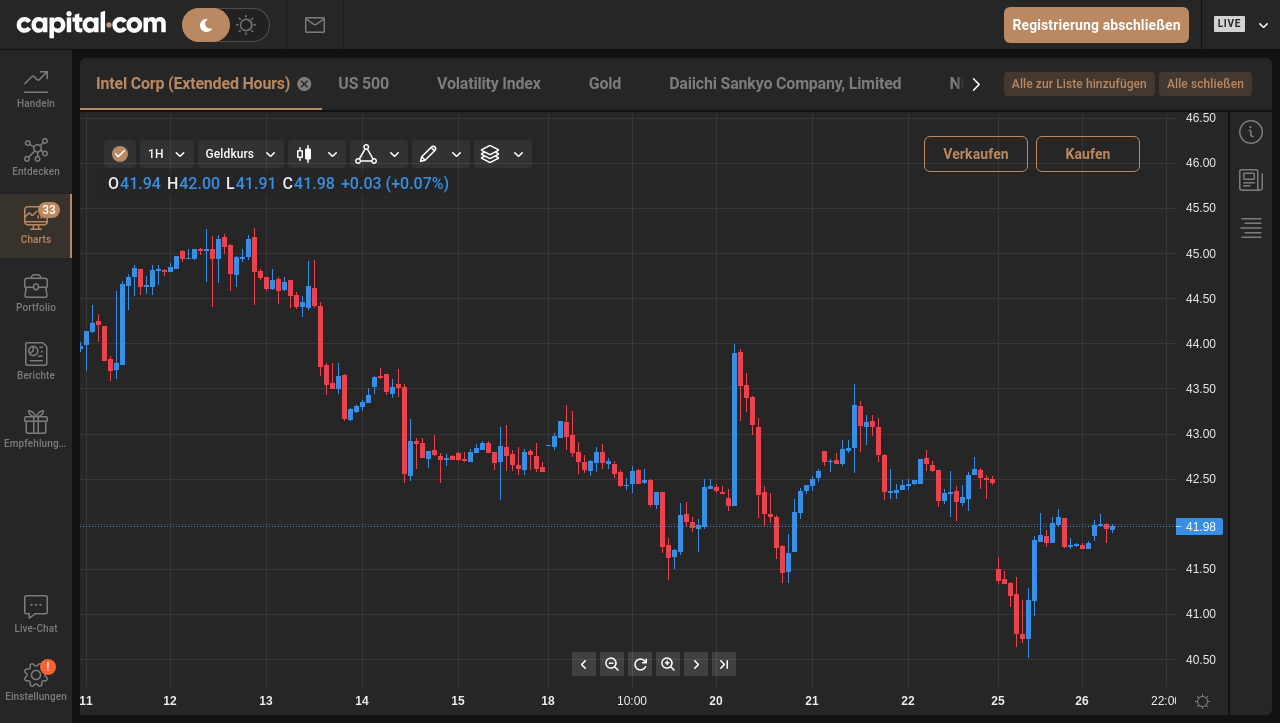 capital.com
Registrierung abschließen
LIVE
Handeln
Entdecken
33
Charts
Portfolio
Berichte
Empfehlung...
Live-Chat
!
Einstellungen
Intel Corp (Extended Hours) US 500 Volatility Index Gold Daiichi Sankyo Company, Limited
Alle zur Liste hinzufügen Alle schließen
1H Geldkurs
Verkaufen Kaufen
O41.94 H42.00 L41.91 C41.98 +0.03 (+0.07%)
46.50
46.00
45.50
45.00
44.50
44.00
43.50
43.00
42.50
41.98
41.50
41.00
40.50
11 12 13 14 15 18 10:00 20 21 22 25 26 22:00